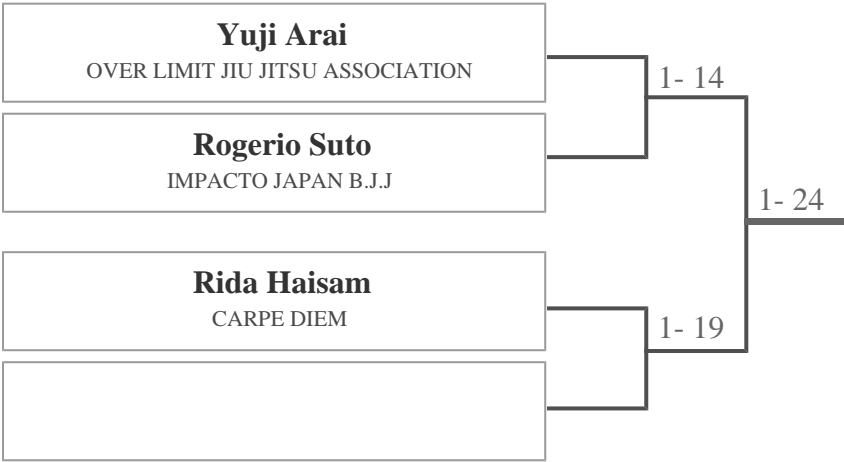 Yuji Arai
OVER LIMIT JIU JITSU ASSOCIATION
1- 14
Rogerio Suto
IMPACTO JAPAN B.J.J
1- 24
Rida Haisam
CARPE DIEM
1- 19